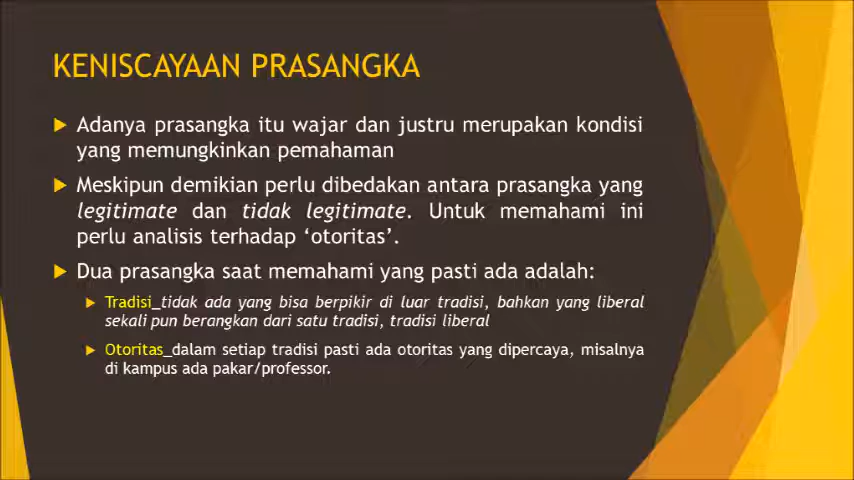 KENISCAYAAN PRASANGKA
Adanya prasangka itu wajar dan justru merupakan kondisi
yang memungkinkan pemahaman
Meskipun demikian perlu dibedakan antara prasangka yang
legitimate dan tidak legitimate. Untuk memahami ini
perlu analisis terhadap ‘otoritas’.
Dua prasangka saat memahami yang pasti ada adalah:
Tradisi_tidak ada yang bisa berpikir di luar tradisi, bahkan yang liberal
sekali pun berangkan dari satu tradisi, tradisi liberal
Otoritas_dalam setiap tradisi pasti ada otoritas yang dipercaya, misalnya
di kampus ada pakar/professor.